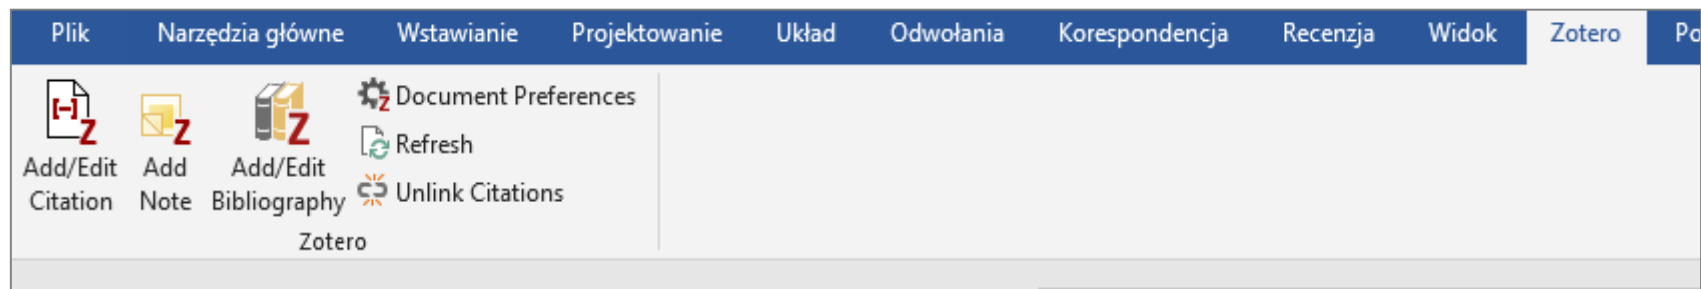 Plik Narzędzia główne Wstawianie Projektowanie Układ Odwołania Korespondencja Recenzja Widok Zotero Po
Add/Edit Citation
Add Note
Add/Edit Bibliography
Document Preferences
Refresh
Unlink Citations
Zotero